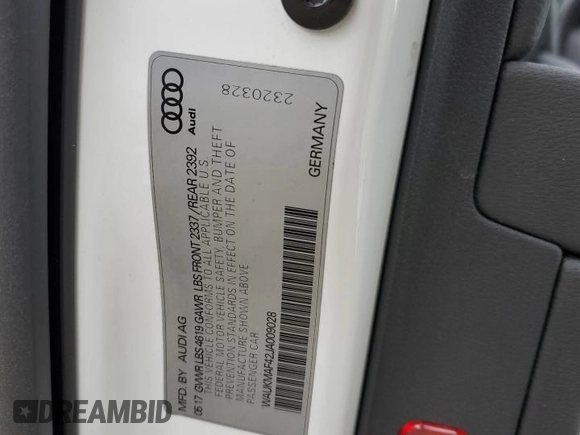 Audi
2320328
MFD. BY AUDI AG
05 17 GVWR LBS 4619 GAWR LBS FRONT 2337 / REAR 2392
THIS VEHICLE CONFORMS TO ALL APPLICABLE U.S.
FEDERAL MOTOR VEHICLE SAFETY, BUMPER AND THEFT
PREVENTION STANDARDS IN EFFECT ON THE DATE OF
MANUFACTURE SHOWN ABOVE
PASSENGER CAR
GERMANY
WAUKMAF42JA009028
DREAMBID